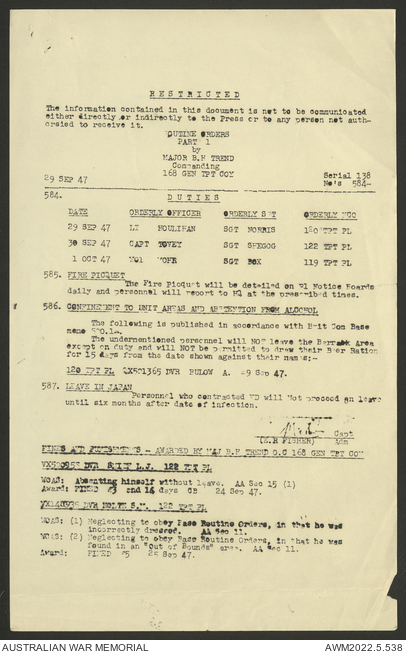 RESTRICTED
The information contained in this document is not to be communicated
either directly or indirectly to the Press or to any person not auth-
orsied to receive it.
OUTINE ORDERS
PART 1
by
MAJOR B.H TREND
Commanding
168 GEN TPT COY
29 SEP 47
Serial 138
No's 584-
584. DUTIES
DATE ORDERLY OFFICER ORDERLY SGT ORDERLY NCO
29 SEP 47 LT HOULIHAN SGT NORRIS 120 TPT PL
30 SEP 47 CAPT TOVEY SGT SHEGOG 122 TPT PL
1 OCT 47 SGT BOX 119 TPT PL
585. FIRE PICQUET
The Fire Picquet will be detailed on Pl Notice Boards
daily and personnel will report to HQ at the prescribed times.
586. CONFINEMENT TO UNIT AREAS AND ABSTENTION FROM ALCOHOL
The following is published in accordance with Brit Com Base
memo
The undermentioned personnel will NOT leave the Barrack Area
except on duty and will NOT be permitted to draw their Beer Ration
for 15 days from the date shown against their names:-
120 TPT PL QX501365 DVR BULOW A. 29 Sep 47.
587. LEAVE IN JAPAN
Personnel who contracted VD will Not proceed on leave
until six months after date of infection.
Capt
(E.R FISHER) Adm
FINES AND PUNISHMENTS - AWARDED BY MAJ B.H TREND O.C 168 GEN TPT COY
DVR L.J. 122 TPT PL
WOAS: Absenting himself without leave. AA Sec 15 (1)
Award: FINED £3 and 14 days CB 24 Sep 47.
DVR 122 TPT PL
WOAS: (1) Neglecting to obey Base Routine Orders, in that he was
incorrectly dressed. AA Sec 11.
WOAS: (2) Neglecting to obey Base Routine Orders, in that he was
found in an "Out of Bounds" area. AA Sec 11.
Award: FINED £5 25 Sep 47.
AUSTRALIAN WAR MEMORIAL
AWM2022.5.538